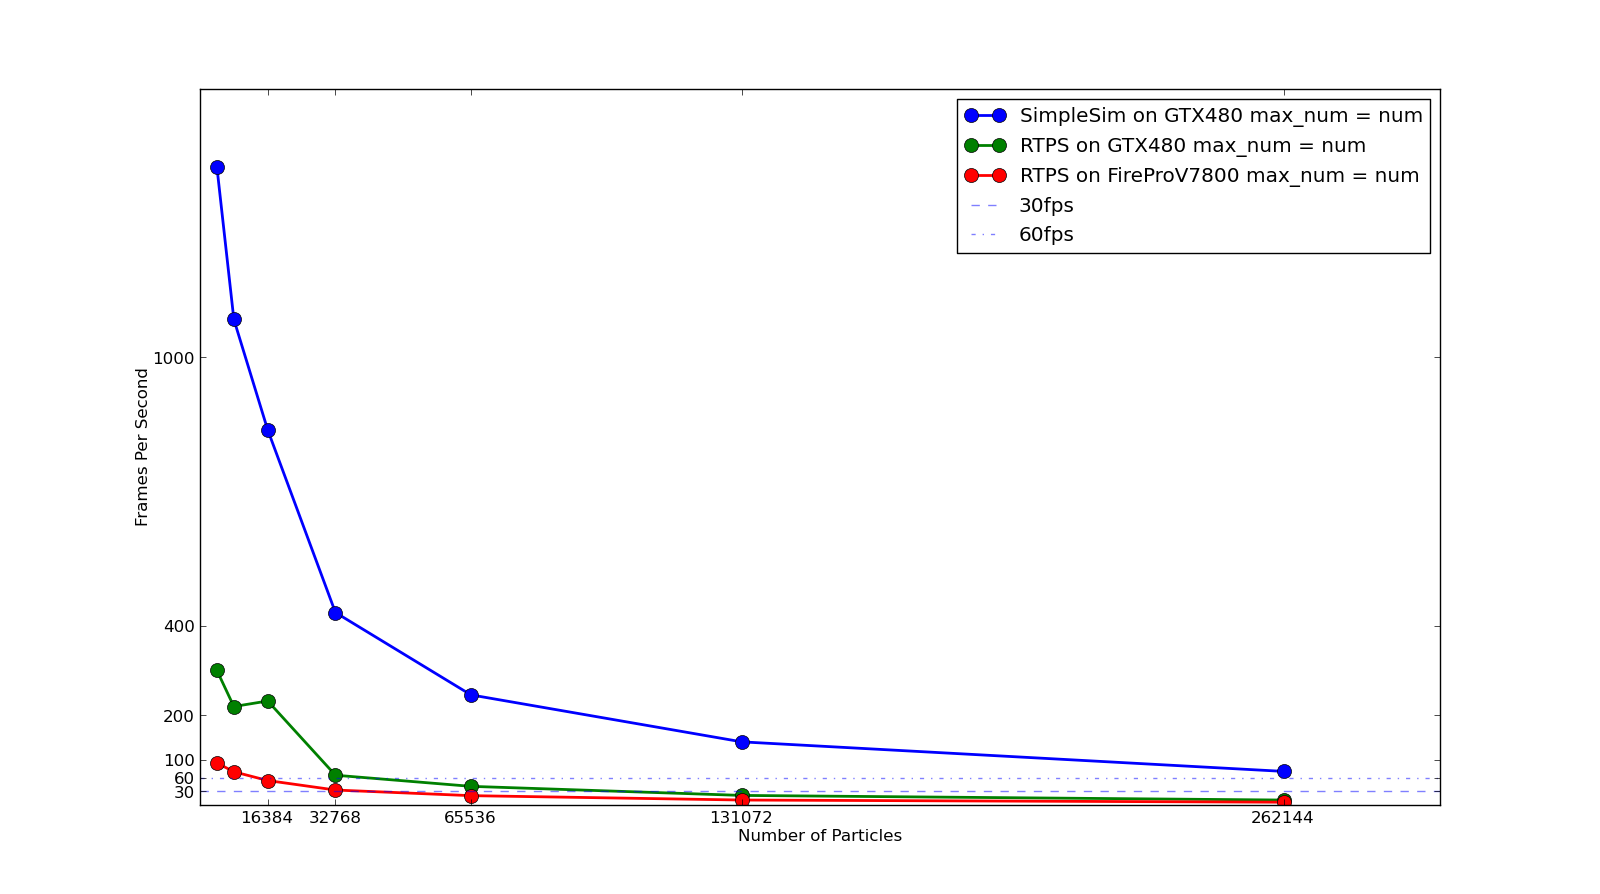 SimpleSim on GTX480 max_num = num
RTPS on GTX480 max_num = num
RTPS on FireProV7800 max_num = num
30fps
60fps
Frames Per Second
1000
400
200
100
60
30
16384 32768 65536 131072 262144
Number of Particles